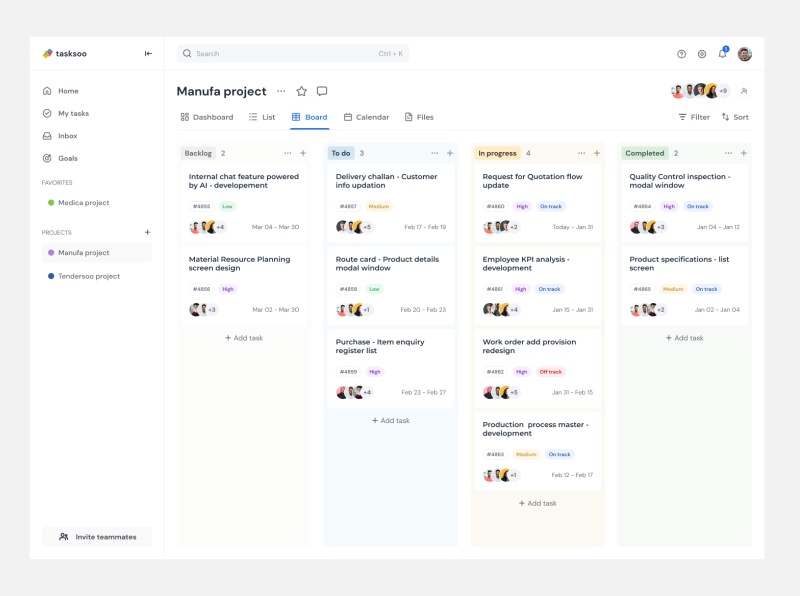 tasksoo
Search
Ctrl + K
1
Home
My tasks
Inbox
Goals
FAVORITES
Medica project
PROJECTS
Manufa project
Tendersoo project
Invite teammates
Manufa project
+9
Dashboard
List
Board
Calendar
Files
Filter
Sort
Backlog 2
Internal chat feature powered
by AI - developement
#4855 Low
+4 Mar 04 - Mar 30
Material Resource Planning
screen design
#4856 High
+3 Mar 02 - Mar 30
+ Add task
To do 3
Delivery challan - Customer
info updation
#4857 Medium
+5 Feb 17 - Feb 19
Route card - Product details
modal window
#4858 Low
+1 Feb 20 - Feb 23
Purchase - Item enquiry
register list
#4859 High
+4 Feb 23 - Feb 27
+ Add task
In progress 4
Request for Quotation flow
update
#4860 High On track
+2 Today - Jan 31
Employee KPI analysis -
development
#4861 High On track
+4 Jan 15 - Jan 31
Work order add provision
redesign
#4862 High Off track
+5 Jan 31 - Feb 15
Production process master -
development
#4863 Medium On track
+1 Feb 12 - Feb 17
+ Add task
Completed 2
Quality Control inspection -
modal window
#4864 High On track
+3 Jan 04 - Jan 12
Product specifications - list
screen
#4865 Medium On track
+2 Jan 02 - Jan 04
+ Add task